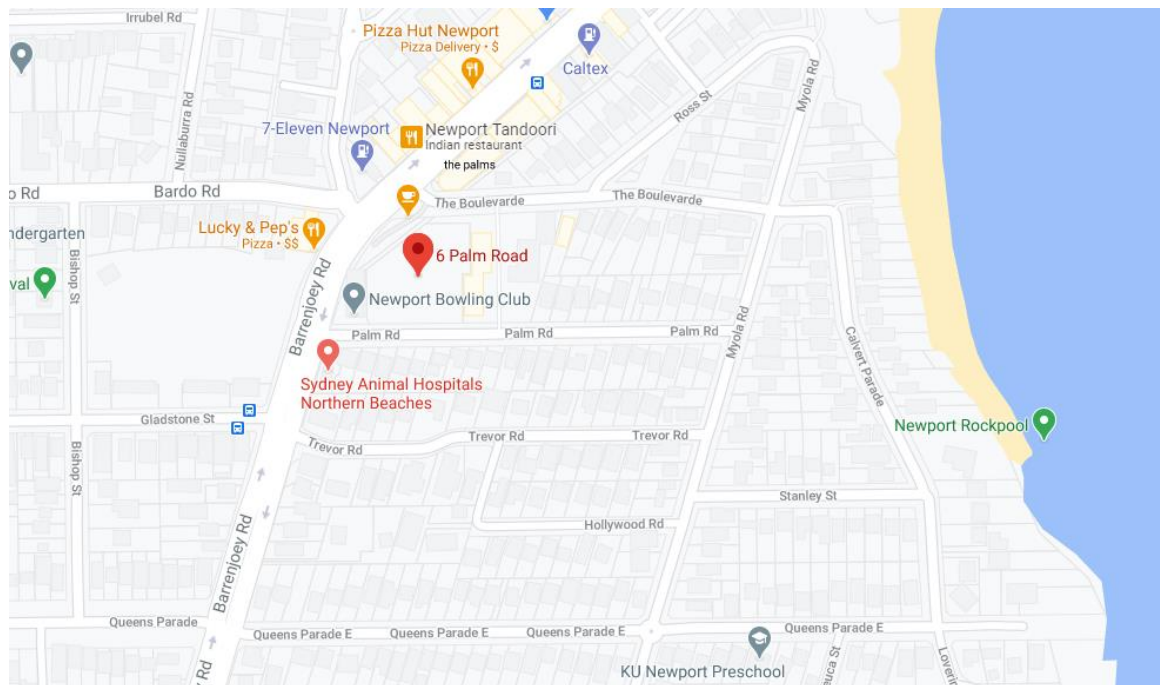 Irrubel Rd
Pizza Hut Newport
Pizza Delivery • $
Caltex
Myola Rd
Nullaburra Rd
Ross St
7-Eleven Newport
Newport Tandoori
Indian restaurant
the palms
o Rd
Bardo Rd
The Boulevarde
The Boulevarde
Lucky & Pep's
Pizza • $$
ndergarten
val
Bishop St
6 Palm Road
Newport Bowling Club
Barrenjoey Rd
Palm Rd
Palm Rd
Palm Rd
Myola Rd
Calvert Parade
Sydney Animal Hospitals
Northern Beaches
Gladstone St
Trevor Rd
Trevor Rd
Trevor Rd
Newport Rockpool
Bishop St
Stanley St
Hollywood Rd
Barrenjoey Rd
Queens Parade
Queens Parade E
Queens Parade E
Queens Parade E
Queens Parade E
KU Newport Preschool
euca St
Lovering
y Rd